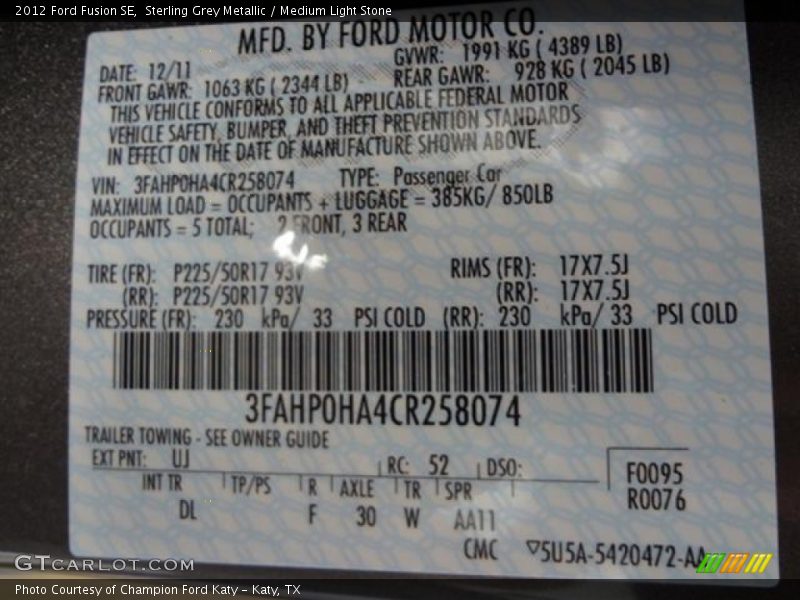 2012 Ford Fusion SE,  Sterling Grey Metallic / Medium Light Stone
MFD. BY FORD MOTOR CO.
DATE: 12/11 GVWR: 1991 KG ( 4389 LB)
FRONT GAWR: 1063 KG ( 2344 LB) REAR GAWR: 928 KG ( 2045 LB)
THIS VEHICLE CONFORMS TO ALL APPLICABLE FEDERAL MOTOR
VEHICLE SAFETY, BUMPER, AND THEFT PREVENTION STANDARDS
IN EFFECT ON THE DATE OF MANUFACTURE SHOWN ABOVE.
VIN: 3FAHP0HA4CR258074 TYPE: Passenger Car
MAXIMUM LOAD = OCCUPANTS + LUGGAGE = 385KG/ 850LB
OCCUPANTS = 5 TOTAL; 2 FRONT, 3 REAR
TIRE (FR): P225/50R17 93V RIMS (FR): 17X7.5J
(RR): P225/50R17 93V (RR): 17X7.5J
PRESSURE (FR): 230 kPa/ 33 PSI COLD (RR): 230 kPa/ 33 PSI COLD
3FAHP0HA4CR258074
TRAILER TOWING - SEE OWNER GUIDE
EXT PNT: UJ RC: 52 DSO: F0095
INT TR TP/PS R AXLE TR SPR R0076
DL F 30 W AA11
CMC ▽5U5A-5420472-AA
GTCARLOT.COM
Photo Courtesy of Champion Ford Katy - Katy, TX